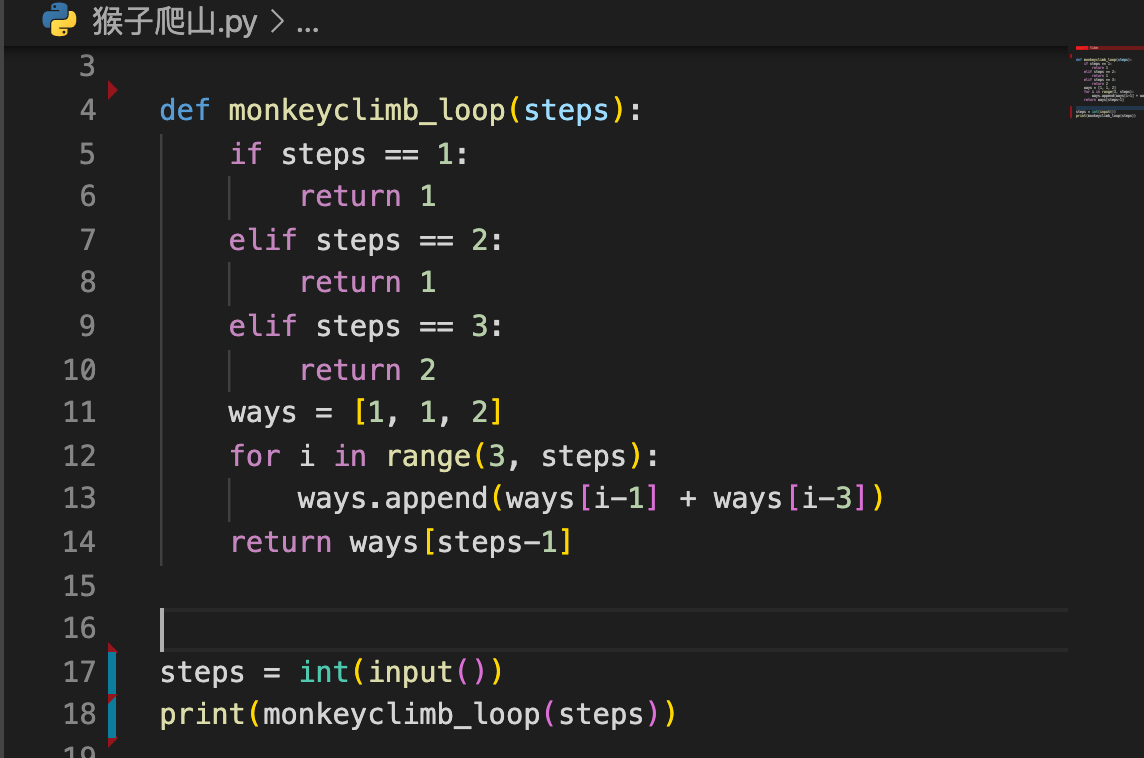 猴子爬山.py > ...
3
4 def monkeyclimb_loop(steps):
5     if steps == 1:
6         return 1
7     elif steps == 2:
8         return 1
9     elif steps == 3:
10         return 2
11     ways = [1, 1, 2]
12     for i in range(3, steps):
13         ways.append(ways[i-1] + ways[i-3])
14     return ways[steps-1]
15
16
17 steps = int(input())
18 print(monkeyclimb_loop(steps))
19